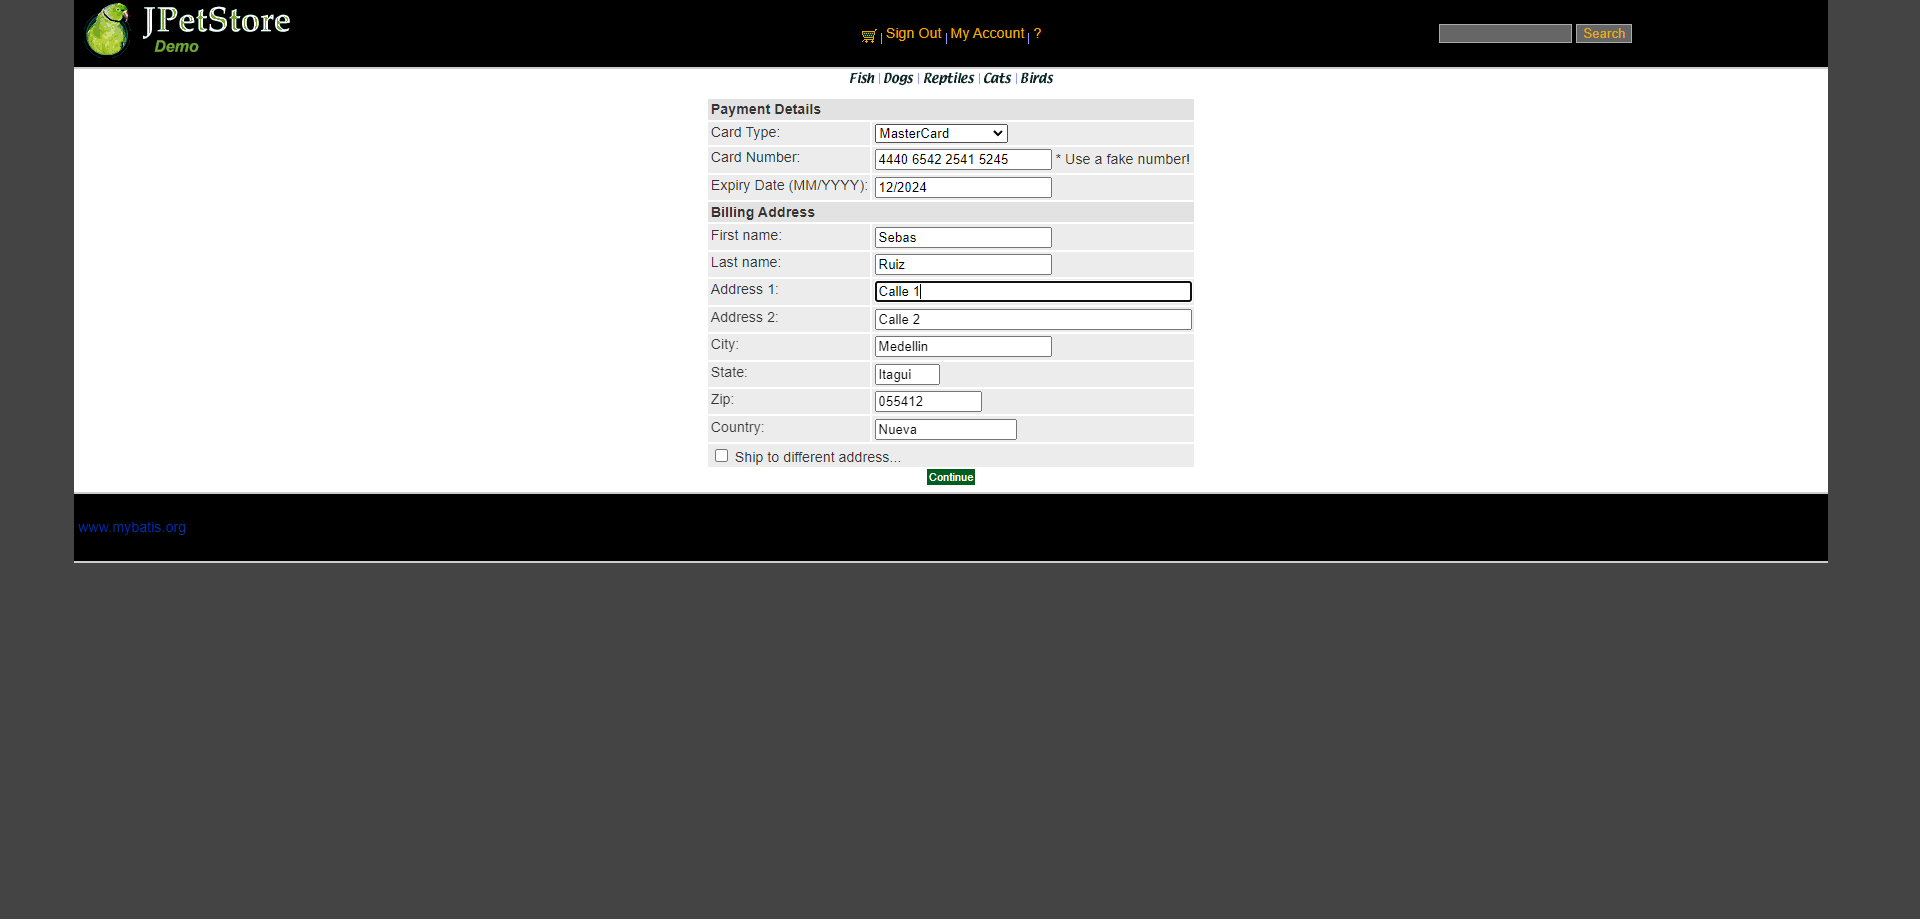 JPetStore
Demo
Sign Out | My Account | ?
Search
Fish | Dogs | Reptiles | Cats | Birds
Payment Details
Card Type: MasterCard
Card Number: 4440 6542 2541 5245 * Use a fake number!
Expiry Date (MM/YYYY): 12/2024
Billing Address
First name: Sebas
Last name: Ruiz
Address 1: Calle 1
Address 2: Calle 2
City: Medellin
State: Itagui
Zip: 055412
Country: Nueva
Ship to different address...
Continue
www.mybatis.org